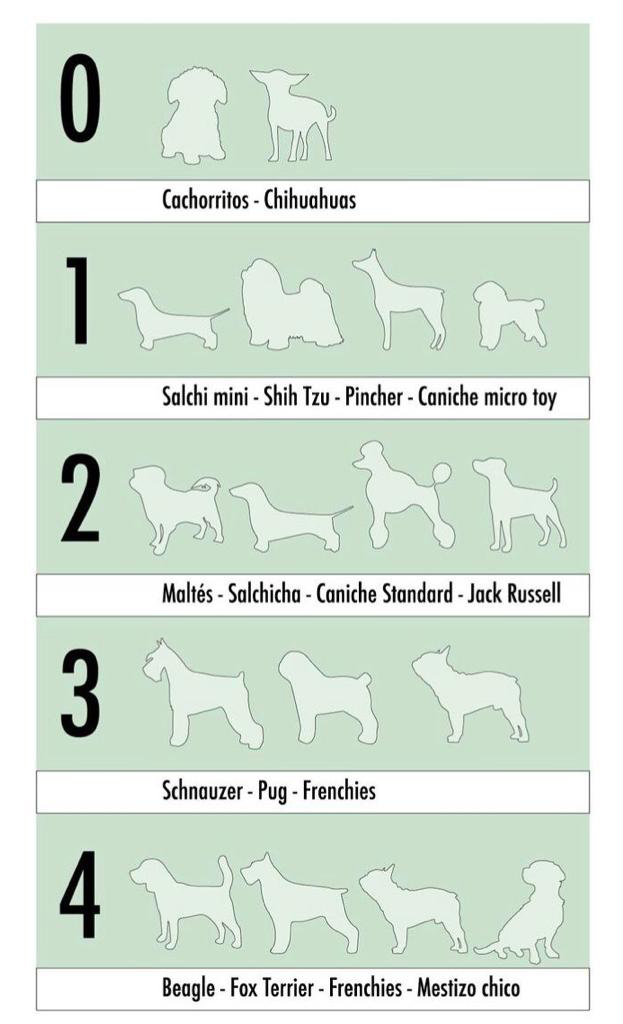 0
Cachorritos - Chihuahuas
1
Salchi mini - Shih Tzu - Pincher - Caniche micro toy
2
Maltés - Salchicha - Caniche Standard - Jack Russell
3
Schnauzer - Pug - Frenchies
4
Beagle - Fox Terrier - Frenchies - Mestizo chico